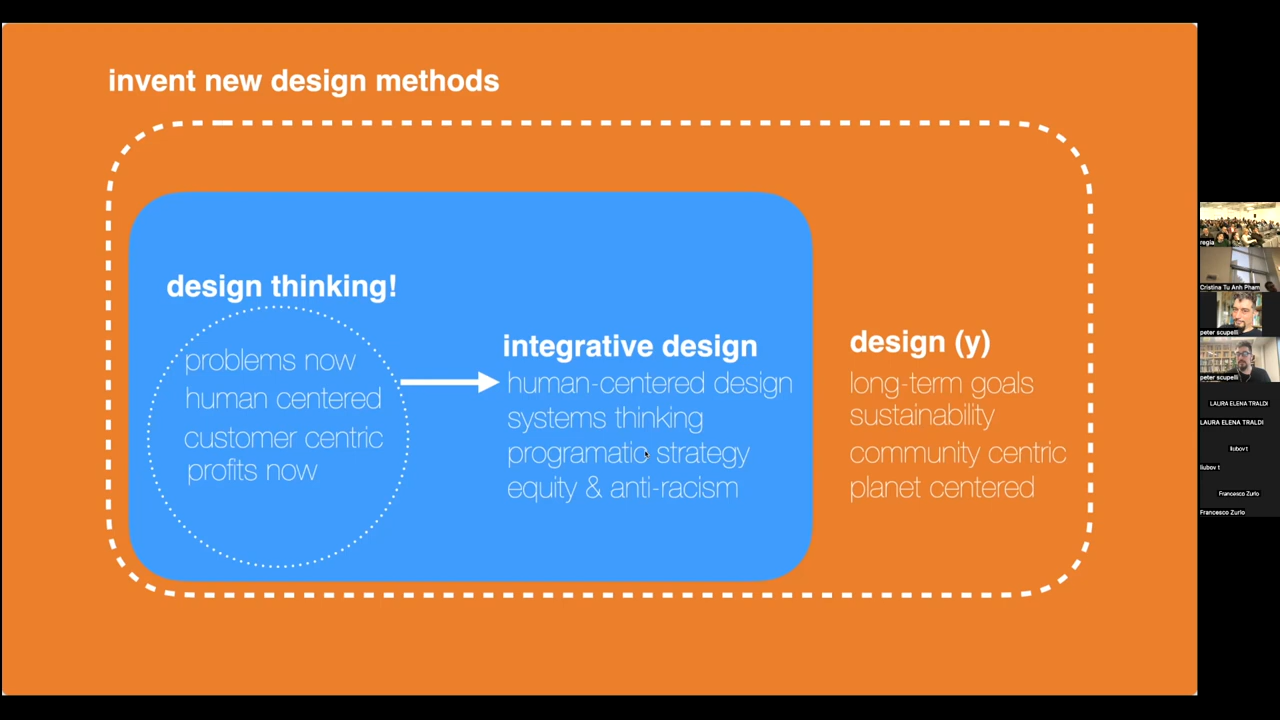 invent new design methods
design thinking!
problems now
human centered
customer centric
profits now
integrative design
human-centered design
systems thinking
programatic strategy
equity & anti-racism
design (y)
long-term goals
sustainability
community centric
planet centered
regia
Cristina Tu Anh Pham
peter scupelli
peter scupelli
LAURA ELENA TRALDI
LAURA ELENA TRALDI
liubov t
liubov t
Francesco Zurlo
Francesco Zurlo